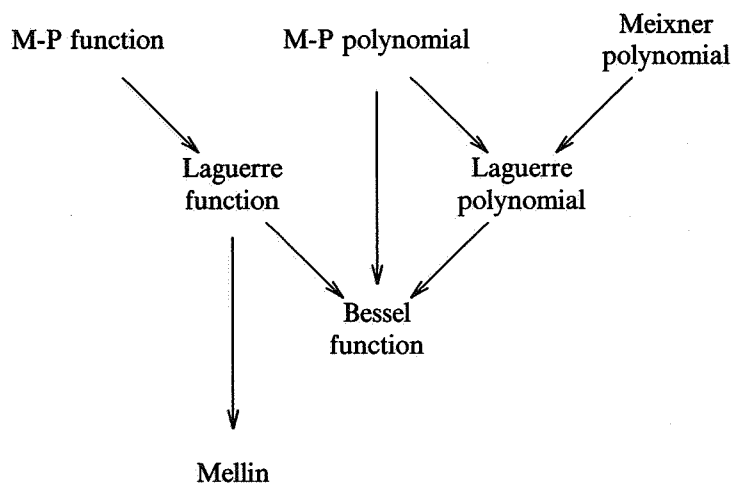 M-P function
M-P polynomial
Meixner
polynomial
Laguerre
function
Laguerre
polynomial
Bessel
function
Mellin